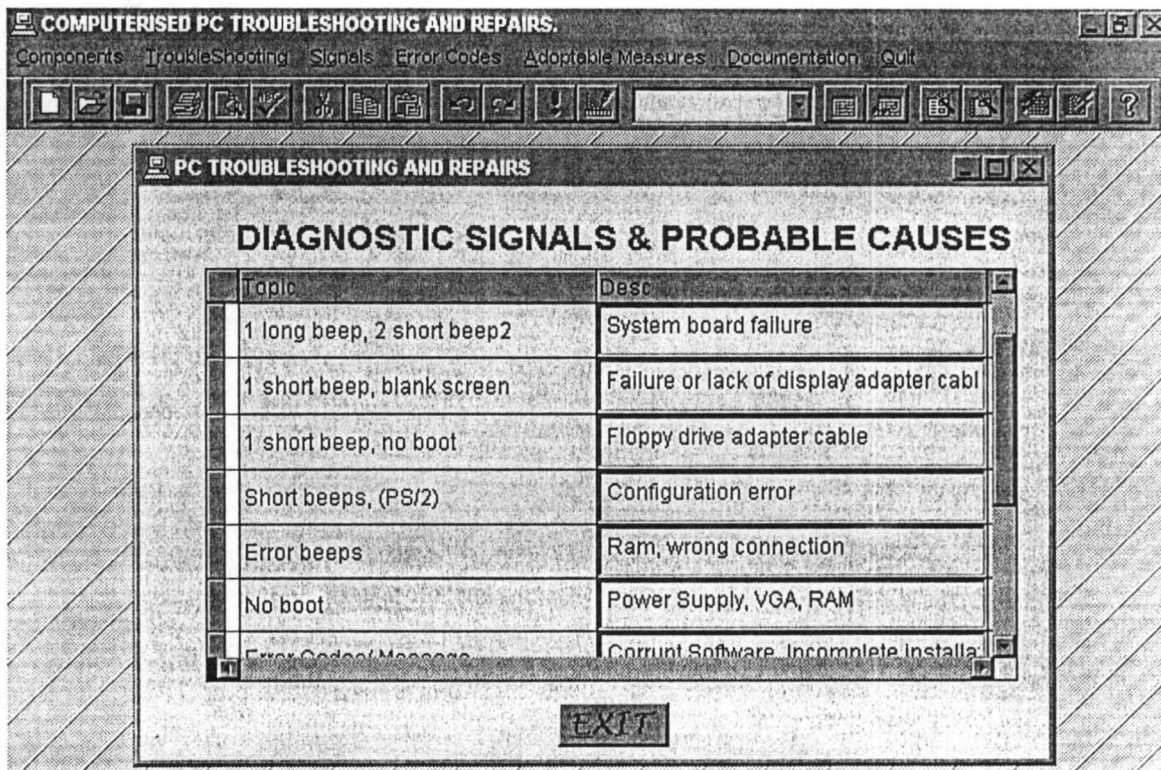 COMPUTERISED PC TROUBLESHOOTING AND REPAIRS.
Components TroubleShooting Signals Error Codes Adoptable Measures Documentation Quit
PC TROUBLESHOOTING AND REPAIRS
DIAGNOSTIC SIGNALS & PROBABLE CAUSES
Topic Desc
1 long beep, 2 short beep2 System board failure
1 short beep, blank screen Failure or lack of display adapter cabl
1 short beep, no boot Floppy drive adapter cable
Short beeps, (PS/2) Configuration error
Error beeps Ram, wrong connection
No boot Power Supply, VGA, RAM
Error Codes/ Message Corrupt Software, Incomplete Installa
EXIT